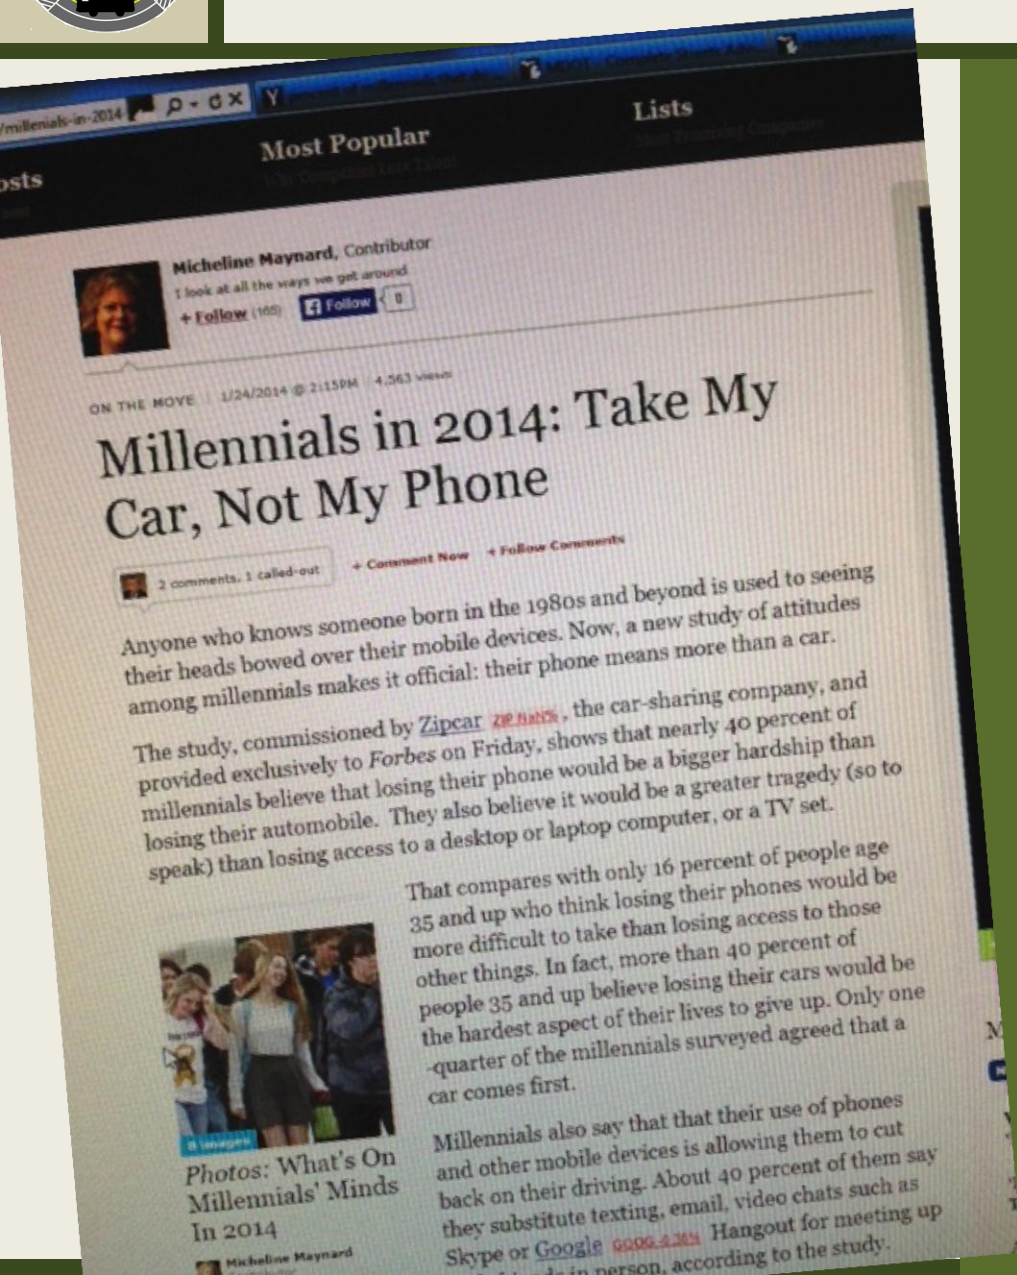 /millenials-in-2014
Y
osts
Most Popular
Lists
Why Companies Love Talent
Most Promising Companies
Micheline Maynard, Contributor
I look at all the ways we get around
+ Follow (165)
f Follow
0
ON THE MOVE | 1/24/2014 @ 2:15PM | 4,563 views
Millennials in 2014: Take My
Car, Not My Phone
2 comments, 1 called-out
+ Comment Now
+ Follow Comments
Anyone who knows someone born in the 1980s and beyond is used to seeing
their heads bowed over their mobile devices. Now, a new study of attitudes
among millennials makes it official: their phone means more than a car.
The study, commissioned by Zipcar ZIP NaN%, the car-sharing company, and
provided exclusively to Forbes on Friday, shows that nearly 40 percent of
millennials believe that losing their phone would be a bigger hardship than
losing their automobile. They also believe it would be a greater tragedy (so to
speak) than losing access to a desktop or laptop computer, or a TV set.
That compares with only 16 percent of people age
35 and up who think losing their phones would be
more difficult to take than losing access to those
other things. In fact, more than 40 percent of
people 35 and up believe losing their cars would be
the hardest aspect of their lives to give up. Only one
-quarter of the millennials surveyed agreed that a
car comes first.
Millennials also say that that their use of phones
and other mobile devices is allowing them to cut
back on their driving. About 40 percent of them say
they substitute texting, email, video chats such as
Skype or Google Hangout for meeting up
in person, according to the study.
8 images
Photos: What's On
Millennials' Minds
In 2014
Micheline Maynard